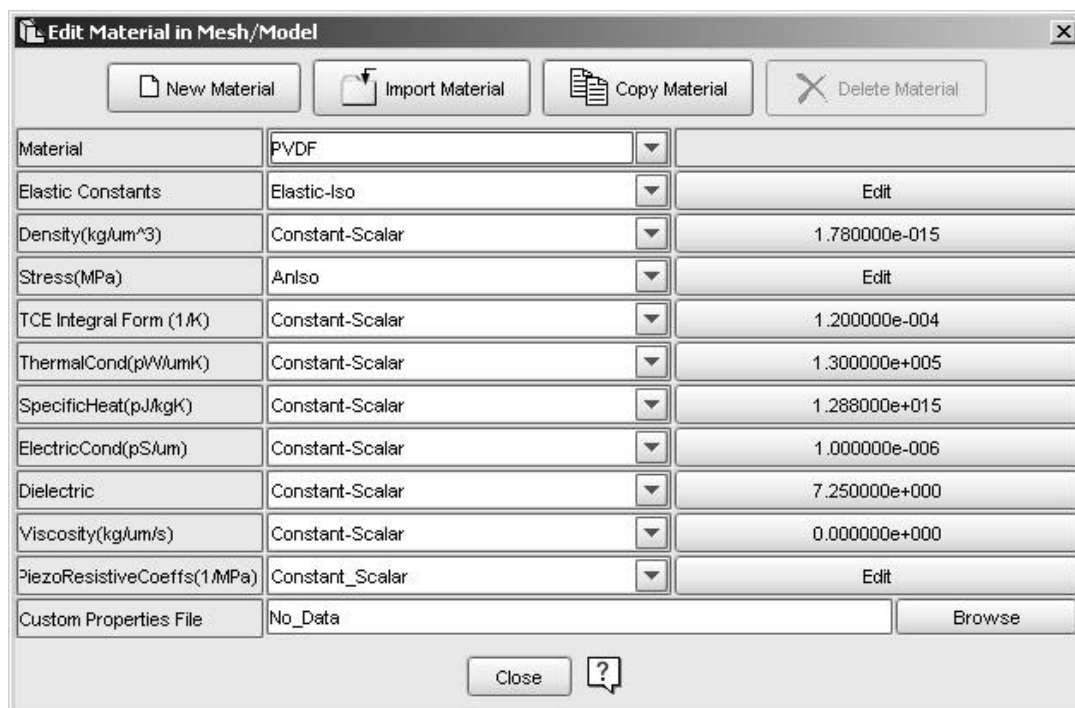 Edit Material in Mesh/Model
New Material Import Material Copy Material Delete Material
Material PVDF
Elastic Constants Elastic-Iso Edit
Density(kg/um^3) Constant-Scalar 1.780000e-015
Stress(MPa) AnIso Edit
TCE Integral Form (1/K) Constant-Scalar 1.200000e-004
ThermalCond(pW/umK) Constant-Scalar 1.300000e+005
SpecificHeat(pJ/kgK) Constant-Scalar 1.288000e+015
ElectricCond(pS/um) Constant-Scalar 1.000000e-006
Dielectric Constant-Scalar 7.250000e+000
Viscosity(kg/um/s) Constant-Scalar 0.000000e+000
PiezoResistiveCoeffs(1/MPa) Constant_Scalar Edit
Custom Properties File No_Data Browse
Close ?